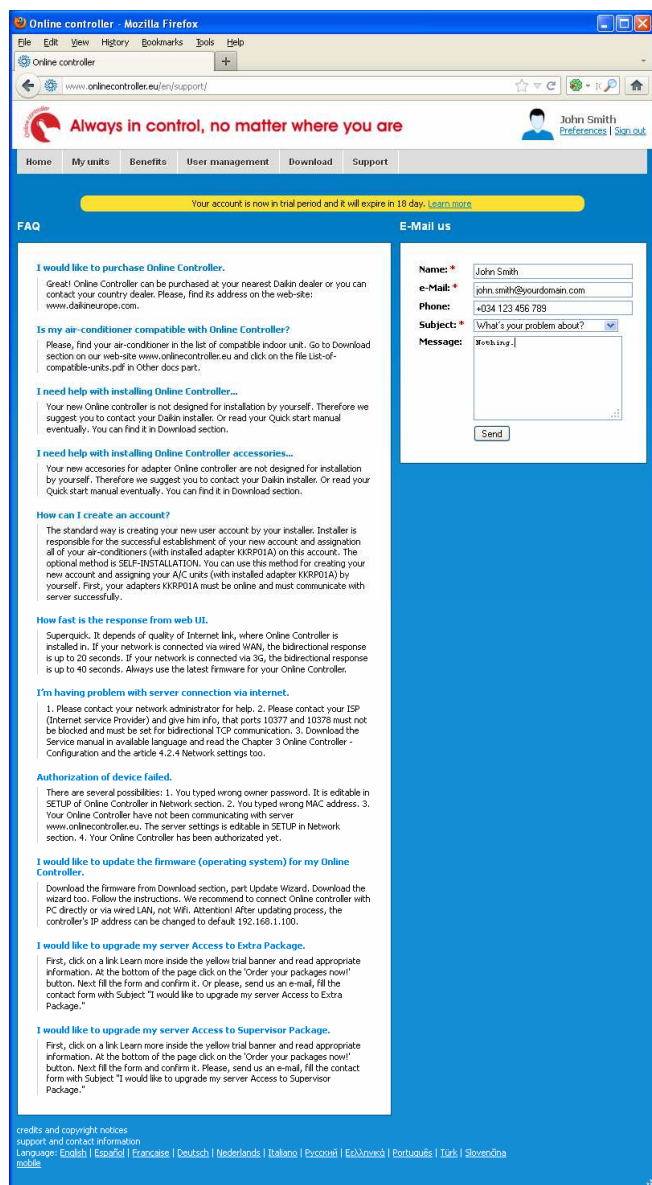 Online controller - Mozilla Firefox
File Edit View History Bookmarks Tools Help
Online controller
www.onlinecontroller.eu/en/support/
Always in control, no matter where you are
John Smith
Preferences | Sign out
Home My units Benefits User management Download Support
Your account is now in trial period and it will expire in 18 day. Learn more
FAQ
I would like to purchase Online Controller.
Great! Online Controller can be purchased at your nearest Daikin dealer or you can
contact your country dealer. Please, find its address on the web-site:
www.daikineurope.com.
Is my air-conditioner compatible with Online Controller?
Please, find your air-conditioner in the list of compatible indoor unit. Go to Download
section on our web-site www.onlinecontroller.eu and click on the file List-of-
compatible-units.pdf in Other docs part.
I need help with installing Online Controller...
Your new Online controller is not designed for installation by yourself. Therefore we
suggest you to contact your Daikin installer. Or read your Quick start manual
eventually. You can find it in Download section.
I need help with installing Online Controller accessories...
Your new accesories for adapter Online controller are not designed for installation
by yourself. Therefore we suggest you to contact your Daikin installer. Or read your
Quick start manual eventually. You can find it in Download section.
How can I create an account?
The standard way is creating your new user account by your installer. Installer is
responsible for the successful establishment of your new account and assignation
all of your air-conditioners (with installed adapter KKRP01A) on this account. The
optional method is SELF-INSTALLATION. You can use this method for creating your
new account and assigning your A/C units (with installed adapter KKRP01A) by
yourself. First, your adapters KKRP01A must be online and must communicate with
server successfully.
How fast is the response from web UI.
Superquick. It depends of quality of Internet link, where Online Controller is
installed in. If your network is connected via wired WAN, the bidirectional response
is up to 20 seconds. If your network is connected via 3G, the bidirectional response
is up to 40 seconds. Always use the latest firmware for your Online Controller.
I'm having problem with server connection via internet.
1. Please contact your network administrator for help. 2. Please contact your ISP
(Internet service Provider) and give him info, that ports 10377 and 10378 must not
be blocked and must be set for bidirectional TCP communication. 3. Download the
Service manual in available language and read the Chapter 3 Online Controller -
Configuration and the article 4.2.4 Network settings too.
Authorization of device failed.
There are several possibilities: 1. You typed wrong owner password. It is editable in
SETUP of Online Controller in Network section. 2. You typed wrong MAC address. 3.
Your Online Controller have not been communicating with server
www.onlinecontroller.eu. The server settings is editable in SETUP in Network
section. 4. Your Online Controller has been authorizated yet.
I would like to update the firmware (operating system) for my Online
Controller.
Download the firmware from Download section, part Update Wizard. Download the
wizard too. Follow the instructions. We recommend to connect Online controller with
PC directly or via wired LAN, not Wifi. Attention! After updating process, the
controller's IP address can be changed to default 192.168.1.100.
I would like to upgrade my server Access to Extra Package.
First, click on a link Learn more inside the yellow trial banner and read appropriate
information. At the bottom of the page click on the 'Order your packages now!'
button. Next fill the form and confirm it. Or please, send us an e-mail, fill the
contact form with Subject "I would like to upgrade my server Access to Extra
Package."
I would like to upgrade my server Access to Supervisor Package.
First, click on a link Learn more inside the yellow trial banner and read appropriate
information. At the bottom of the page click on the 'Order your packages now!'
button. Next fill the form and confirm it. Please, send us an e-mail, fill the contact
form with Subject "I would like to upgrade my server Access to Supervisor
Package."
E-Mail us
Name: * John Smith
e-Mail: * john.smith@yourdomain.com
Phone: +034 123 456 789
Subject: * What's your problem about?
Message: Nothing.
Send
credits and copyright notices
support and contact information
Language: English | Español | Française | Deutsch | Nederlands | Italiano | Русский | Ελληνικά | Português | Türk | Slovenčina
mobile